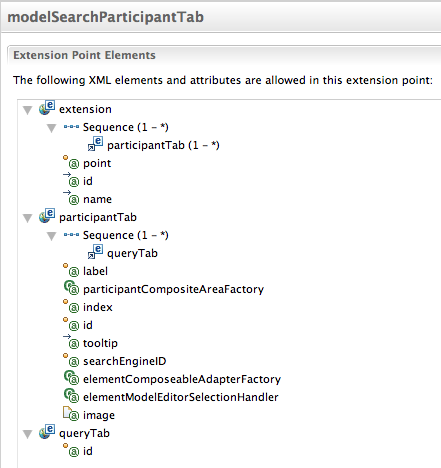 modelSearchParticipantTab
Extension Point Elements
The following XML elements and attributes are allowed in this extension point:
extension
Sequence (1 - *)
participantTab (1 - *)
point
id
name
participantTab
Sequence (1 - *)
queryTab
label
participantCompositeAreaFactory
index
id
tooltip
searchEngineID
elementComposeableAdapterFactory
elementModelEditorSelectionHandler
image
queryTab
id